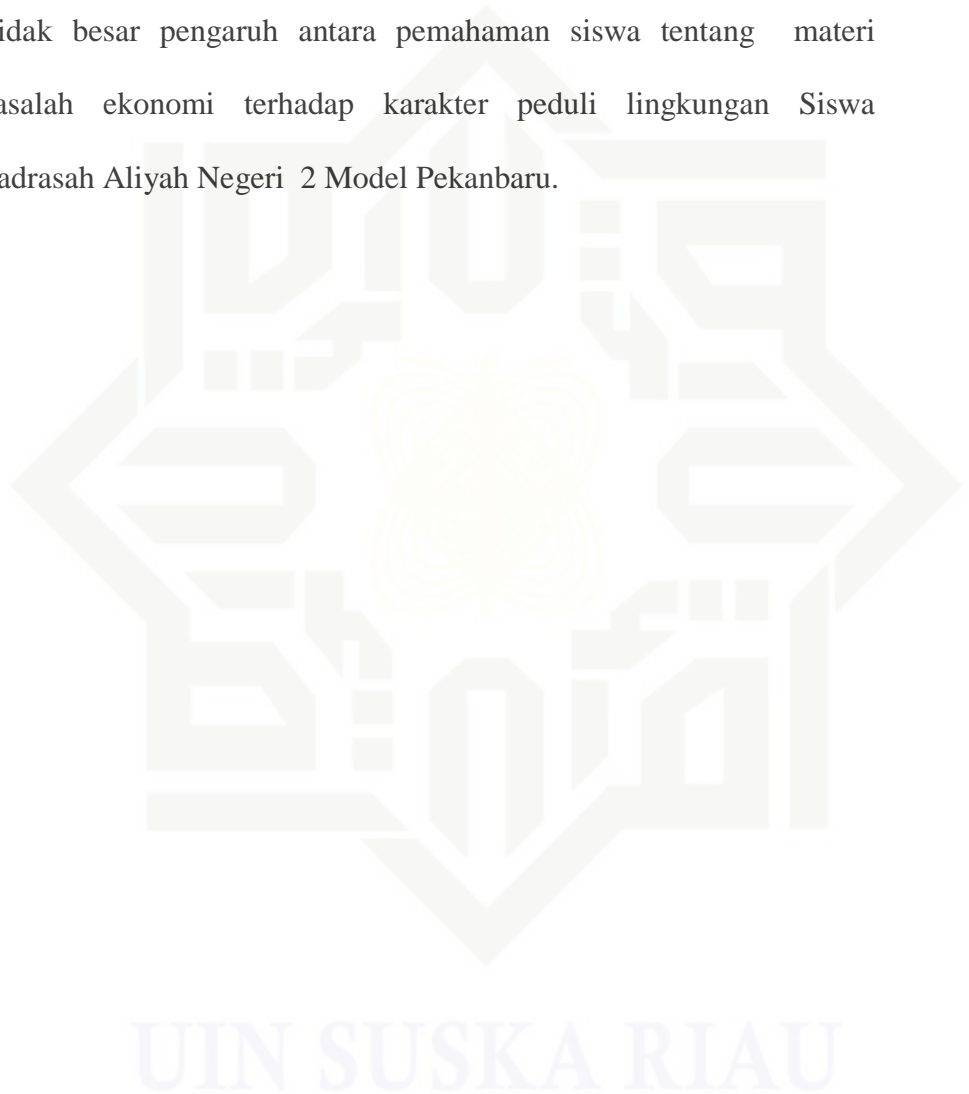 idak besar pengaruh antara pemahaman siswa tentang materi
asalah ekonomi terhadap karakter peduli lingkungan Siswa
adrasah Aliyah Negeri 2 Model Pekanbaru.
UIN SUSKA RIAU